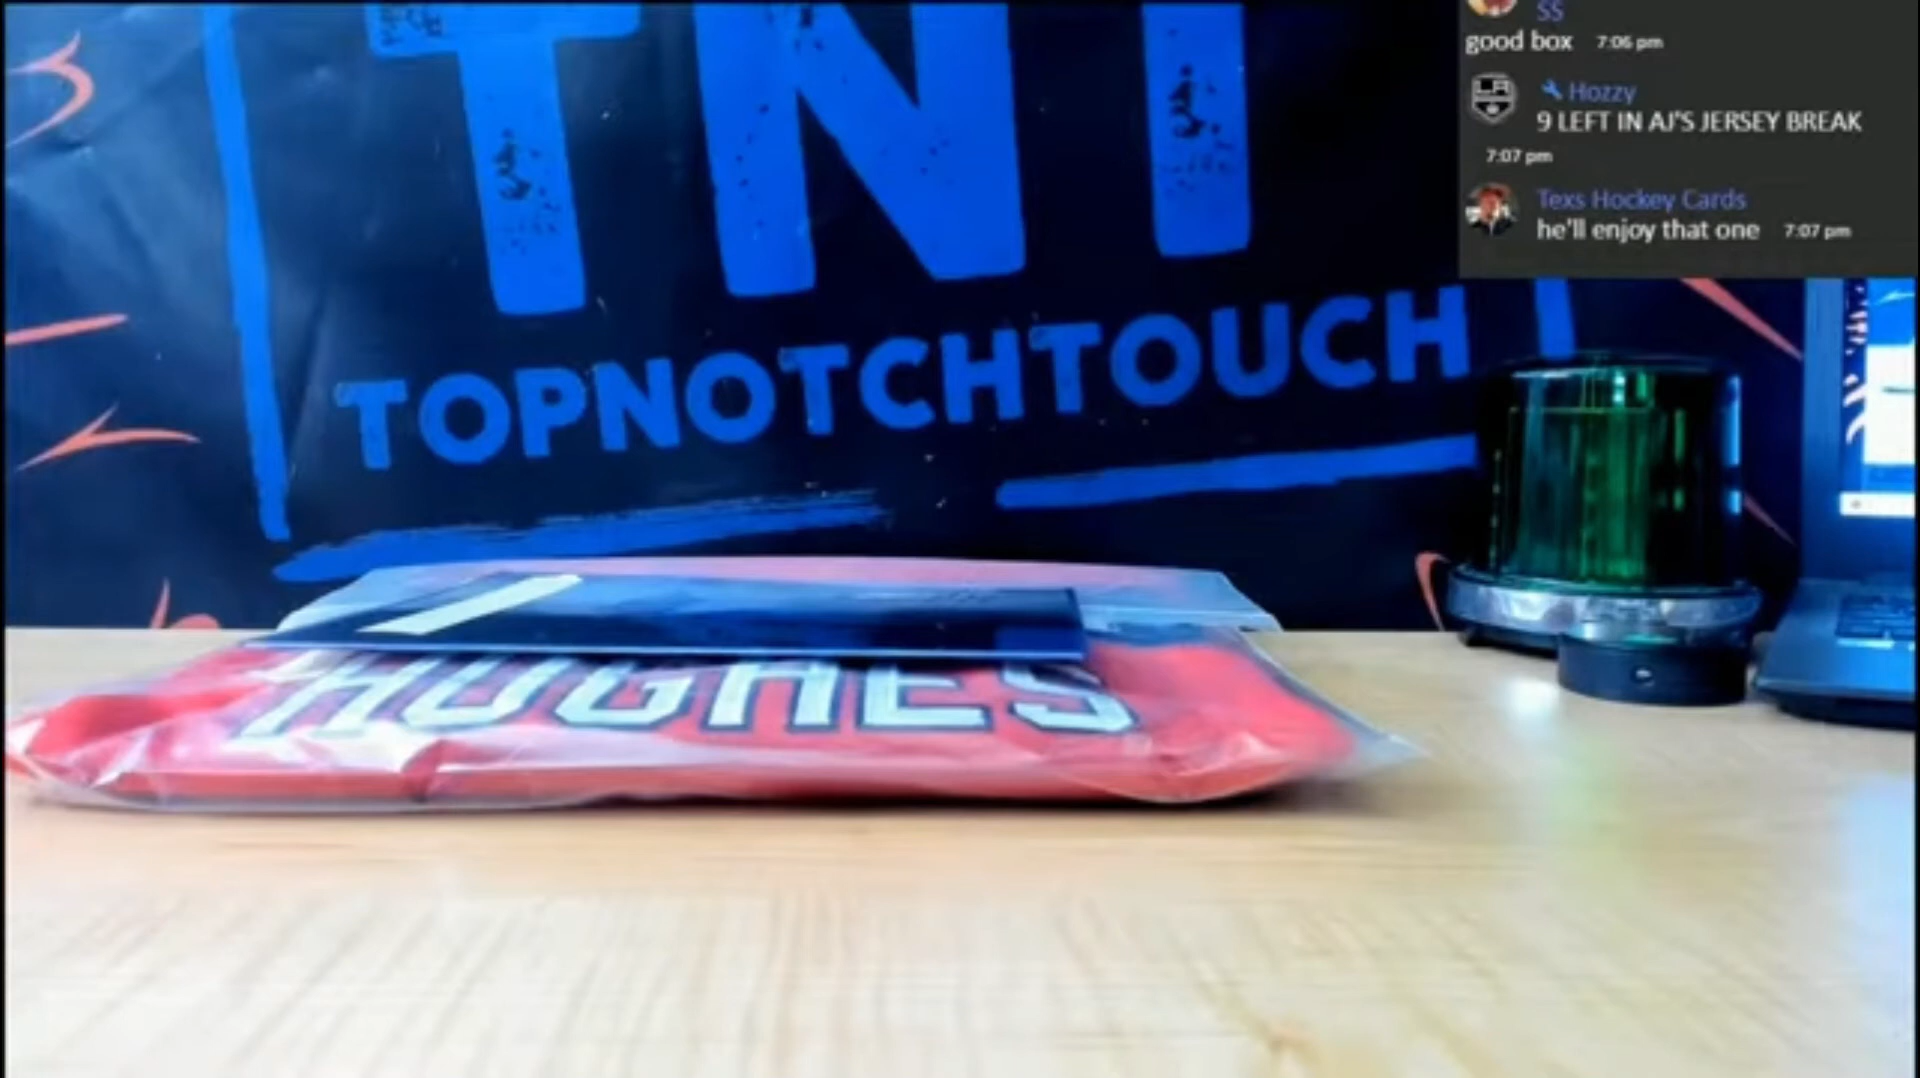 TNT
TOPNOTCHTOUCH
HUGHES
SS
good box 7:06 pm
Hozzy
9 LEFT IN AJ'S JERSEY BREAK
7:07 pm
Texs Hockey Cards
he'll enjoy that one 7:07 pm